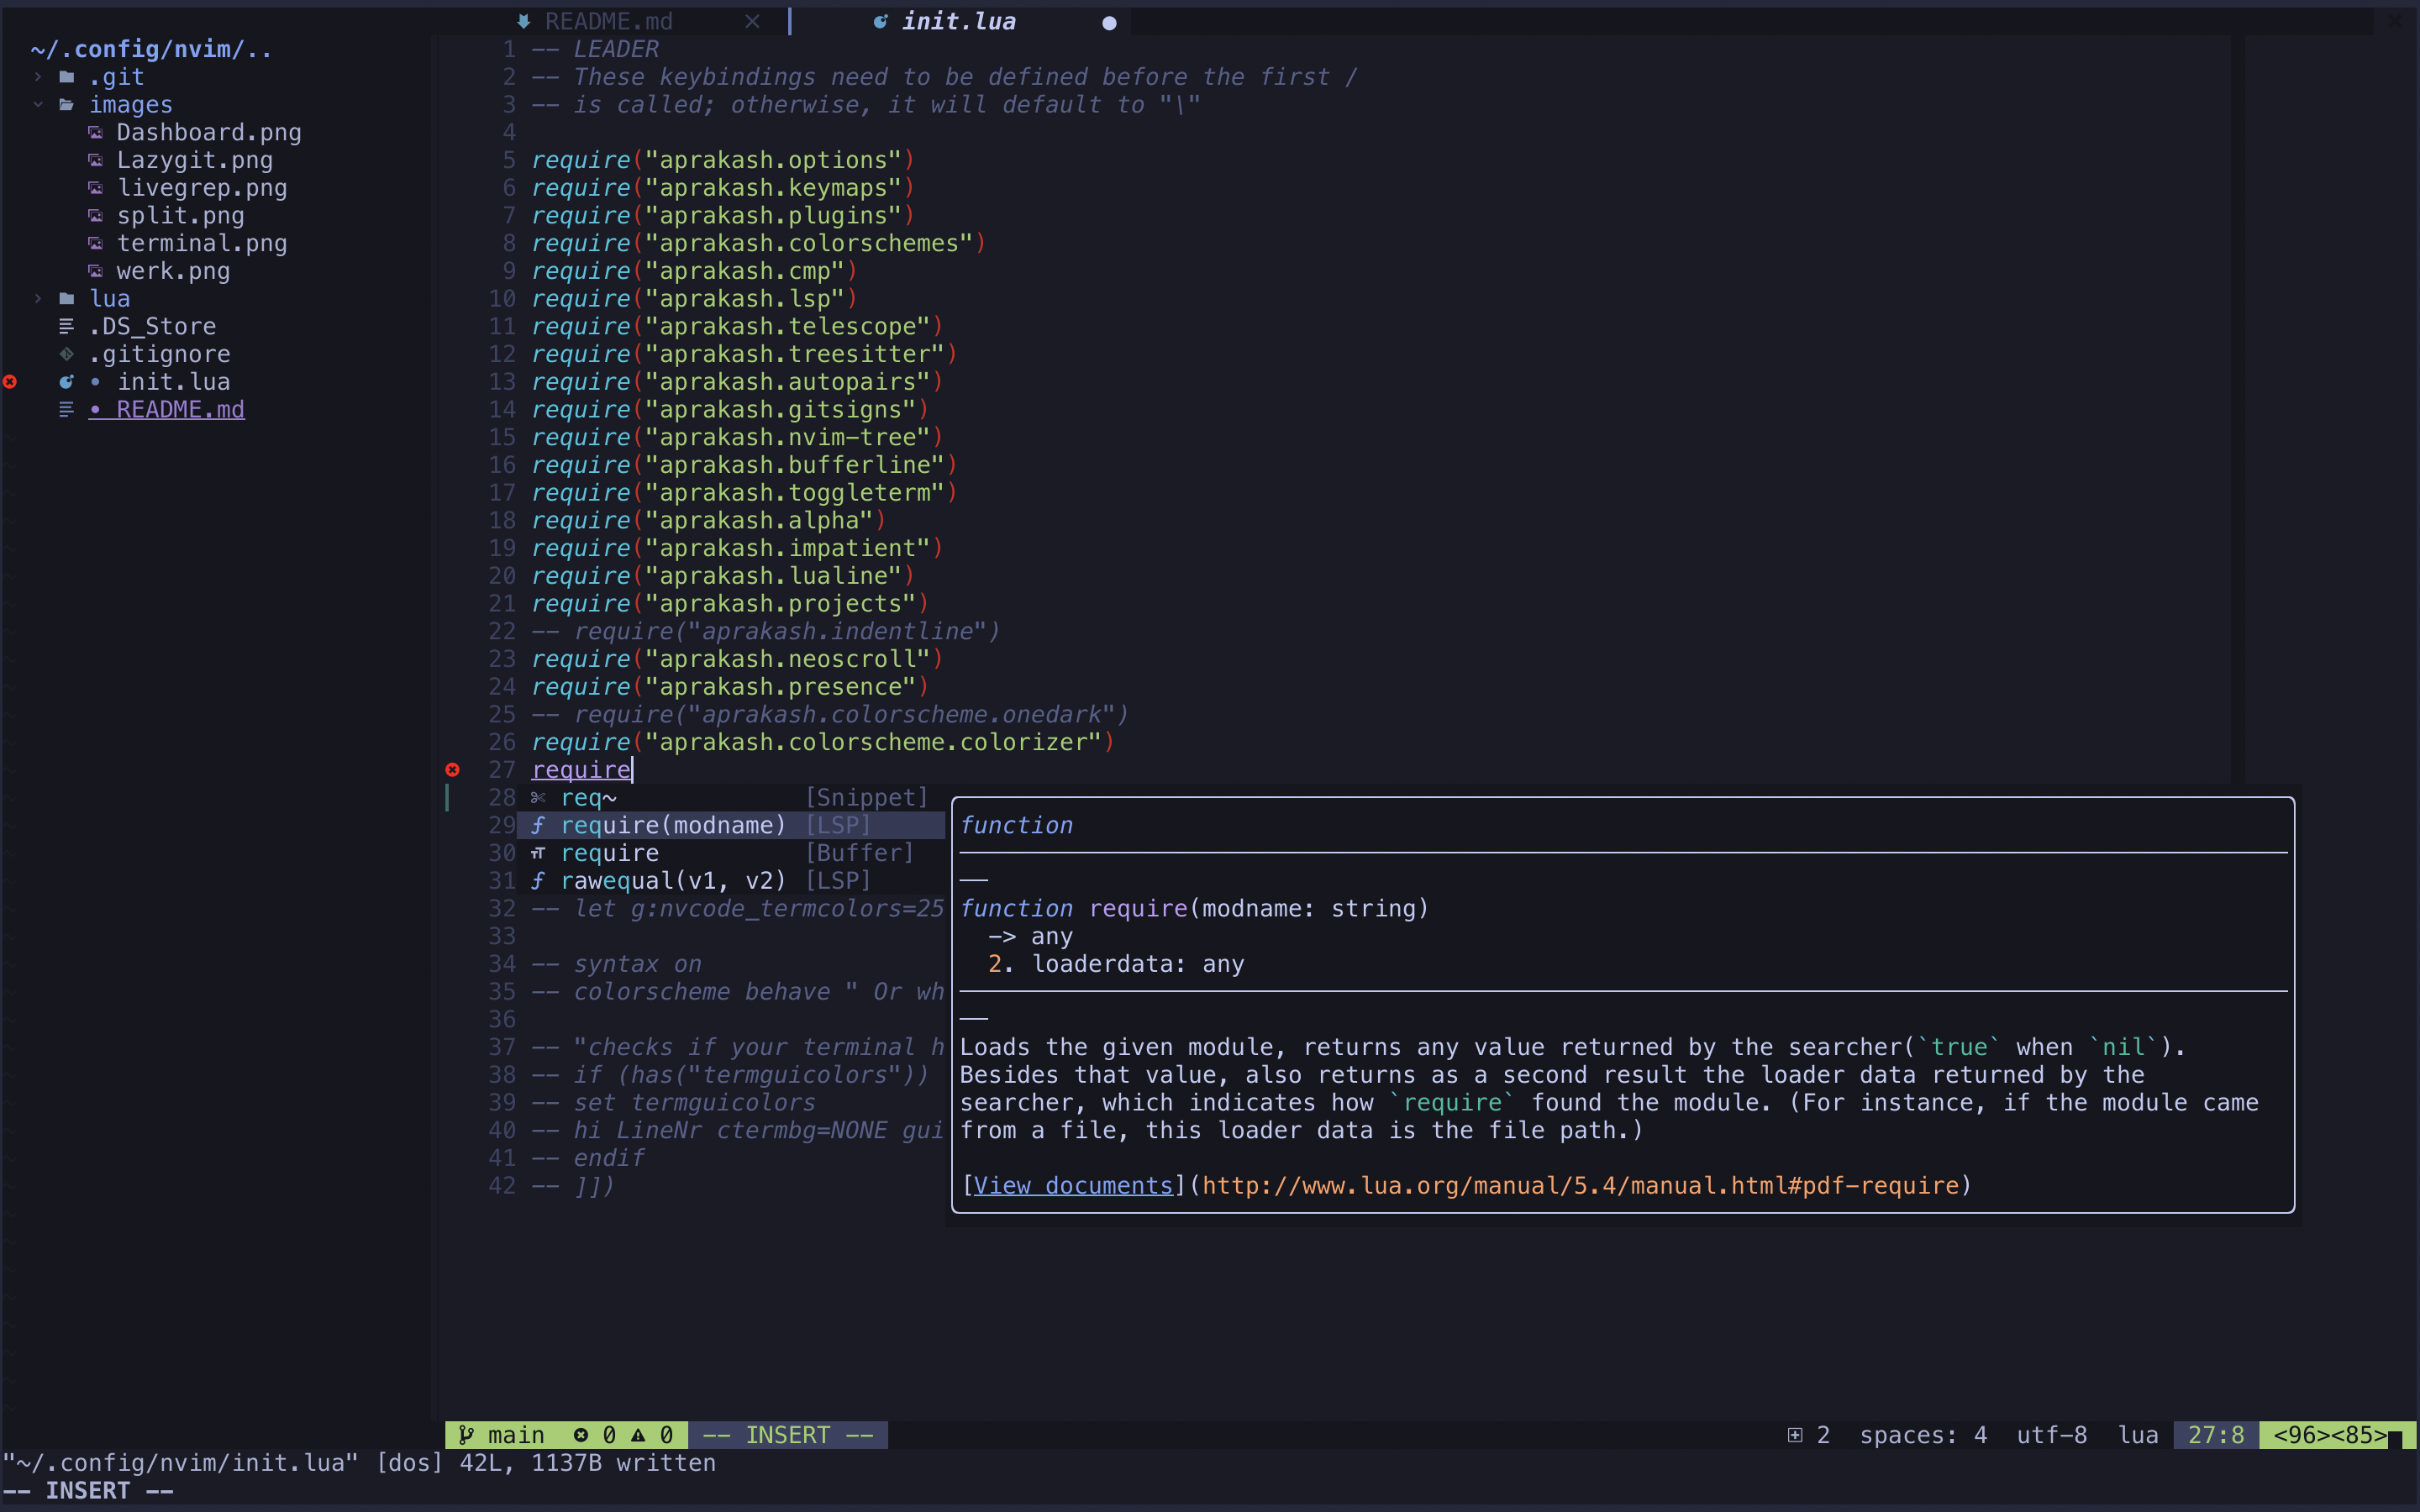 README.md
init.lua
~/.config/nvim/..
.git
images
Dashboard.png
Lazygit.png
livegrep.png
split.png
terminal.png
werk.png
lua
.DS_Store
.gitignore
init.lua
README.md
1 -- LEADER
2 -- These keybindings need to be defined before the first /
3 -- is called; otherwise, it will default to "\"
4
5 require("aprakash.options")
6 require("aprakash.keymaps")
7 require("aprakash.plugins")
8 require("aprakash.colorschemes")
9 require("aprakash.cmp")
10 require("aprakash.lsp")
11 require("aprakash.telescope")
12 require("aprakash.treesitter")
13 require("aprakash.autopairs")
14 require("aprakash.gitsigns")
15 require("aprakash.nvim-tree")
16 require("aprakash.bufferline")
17 require("aprakash.toggleterm")
18 require("aprakash.alpha")
19 require("aprakash.impatient")
20 require("aprakash.lualine")
21 require("aprakash.projects")
22 -- require("aprakash.indentline")
23 require("aprakash.neoscroll")
24 require("aprakash.presence")
25 -- require("aprakash.colorscheme.onedark")
26 require("aprakash.colorscheme.colorizer")
27 require
28 req~ [Snippet]
29 ƒ require(modname) [LSP]
30 require [Buffer]
31 ƒ rawequal(v1, v2) [LSP]
32 -- let g:nvcode_termcolors=25
33
34 -- syntax on
35 -- colorscheme behave " Or wh
36
37 -- "checks if your terminal h
38 -- if (has("termguicolors"))
39 -- set termguicolors
40 -- hi LineNr ctermbg=NONE gui
41 -- endif
42 -- ]])
function
function require(modname: string)
-> any
2. loaderdata: any
Loads the given module, returns any value returned by the searcher(`true` when `nil`).
Besides that value, also returns as a second result the loader data returned by the
searcher, which indicates how `require` found the module. (For instance, if the module came
from a file, this loader data is the file path.)
[View documents](http://www.lua.org/manual/5.4/manual.html#pdf-require)
main 0 0 -- INSERT -- 2 spaces: 4 utf-8 lua 27:8 <96><85>
"~/.config/nvim/init.lua" [dos] 42L, 1137B written
-- INSERT --